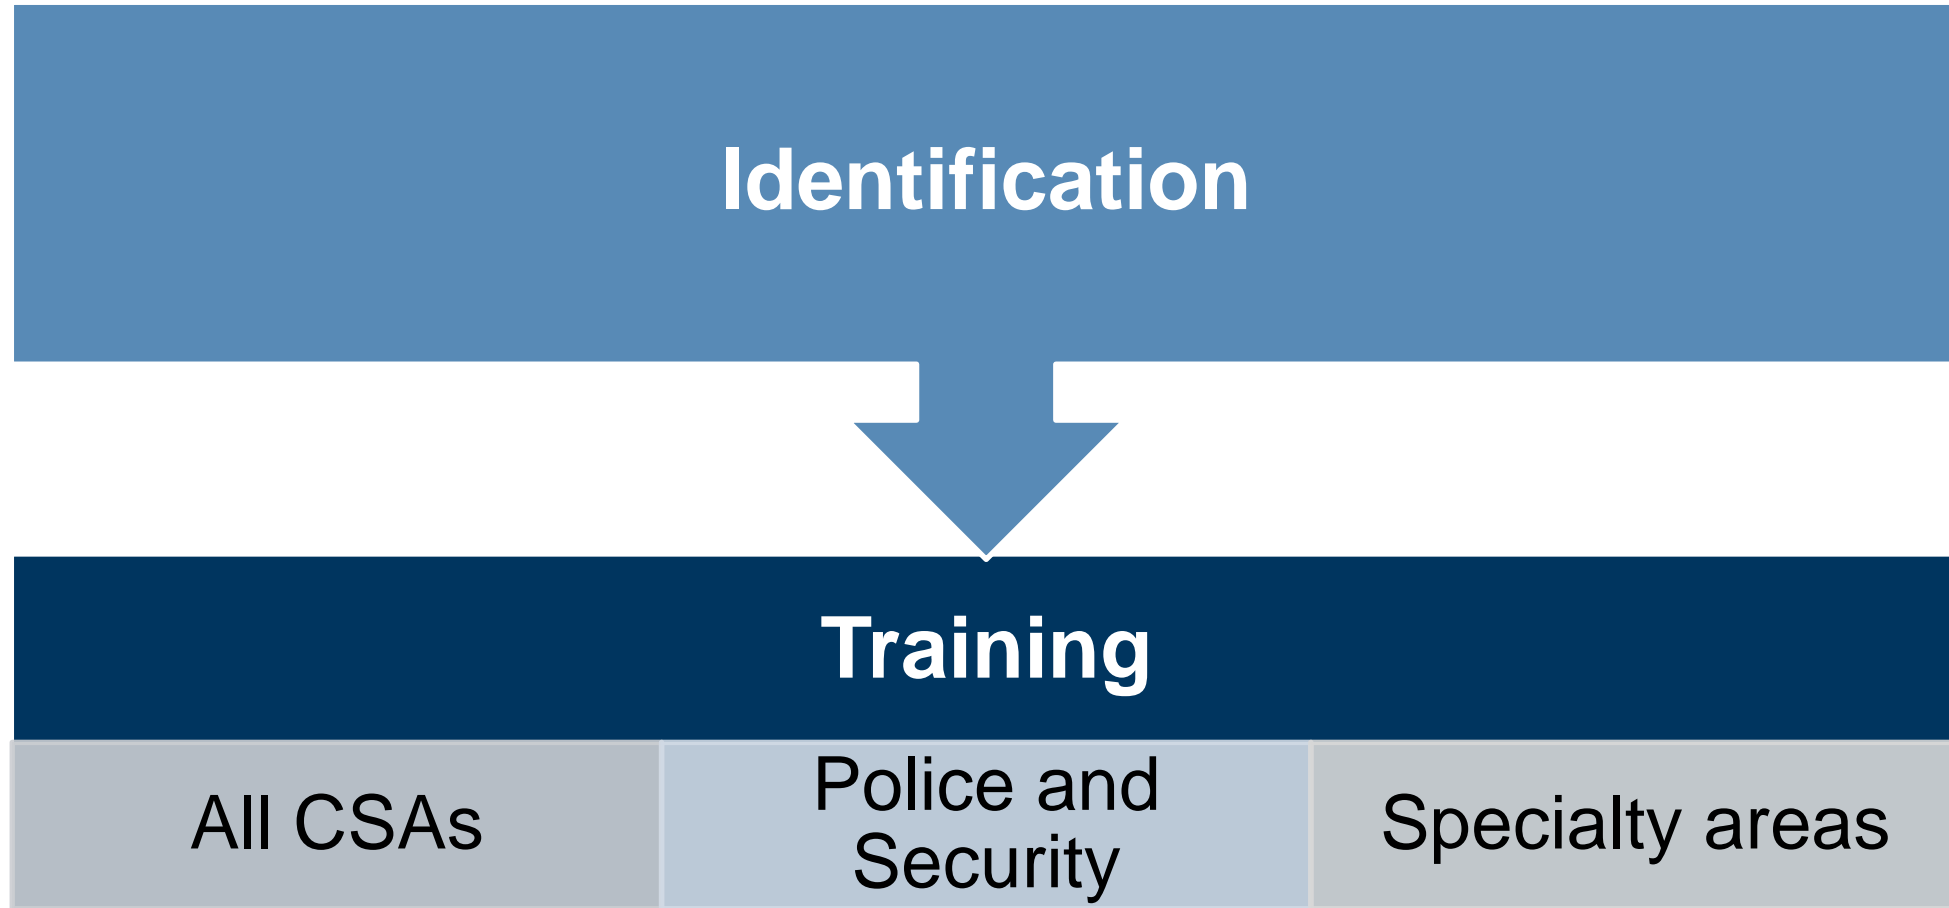 Identification
Training
All CSAs
Police and
Security
Specialty areas